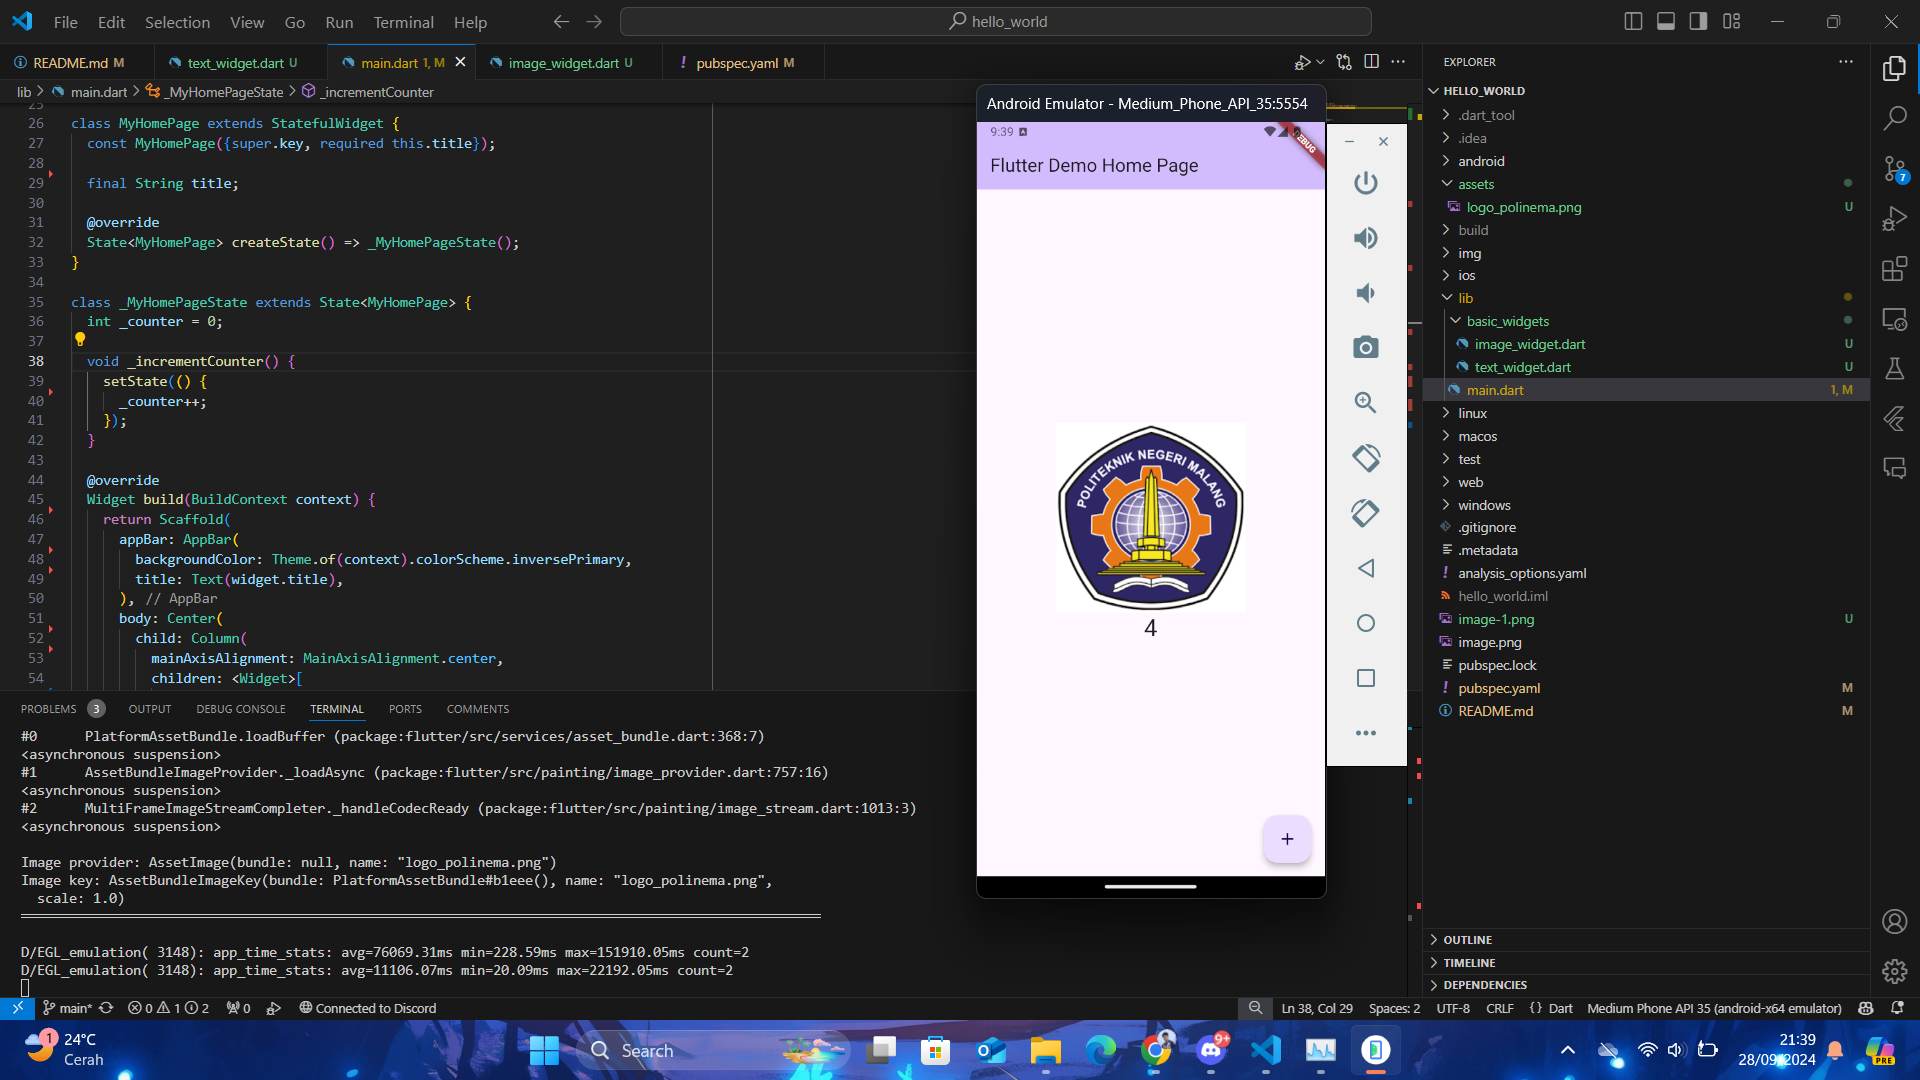 File Edit Selection View Go Run Terminal Help
hello_world
README.md M
text_widget.dart U
main.dart 1, M
image_widget.dart U
! pubspec.yaml M
lib > main.dart > _MyHomePageState > _incrementCounter
25
26 class MyHomePage extends StatefulWidget {
27 const MyHomePage({super.key, required this.title});
28
29 final String title;
30
31 @override
32 State<MyHomePage> createState() => _MyHomePageState();
33 }
34
35 class _MyHomePageState extends State<MyHomePage> {
36 int _counter = 0;
37
38 void _incrementCounter() {
39 setState(() {
40 _counter++;
41 });
42 }
43
44 @override
45 Widget build(BuildContext context) {
46 return Scaffold(
47 appBar: AppBar(
48 backgroundColor: Theme.of(context).colorScheme.inversePrimary,
49 title: Text(widget.title),
50 ), // AppBar
51 body: Center(
52 child: Column(
53 mainAxisAlignment: MainAxisAlignment.center,
54 children: <Widget>[
PROBLEMS 3 OUTPUT DEBUG CONSOLE TERMINAL PORTS COMMENTS
#0 PlatformAssetBundle.loadBuffer (package:flutter/src/services/asset_bundle.dart:368:7)
<asynchronous suspension>
#1 AssetBundleImageProvider._loadAsync (package:flutter/src/painting/image_provider.dart:757:16)
<asynchronous suspension>
#2 MultiFrameImageStreamCompleter._handleCodecReady (package:flutter/src/painting/image_stream.dart:1013:3)
<asynchronous suspension>
Image provider: AssetImage(bundle: null, name: "logo_polinema.png")
Image key: AssetBundleImageKey(bundle: PlatformAssetBundle#b1eee(), name: "logo_polinema.png",
scale: 1.0)
D/EGL_emulation( 3148): app_time_stats: avg=76069.31ms min=228.59ms max=151910.05ms count=2
D/EGL_emulation( 3148): app_time_stats: avg=11106.07ms min=20.09ms max=22192.05ms count=2
Android Emulator - Medium_Phone_API_35:5554
9:39
Flutter Demo Home Page
POLITEKNIK NEGERI MALANG
4
+
EXPLORER
HELLO_WORLD
.dart_tool
.idea
android
assets
logo_polinema.png U
build
img
ios
lib
basic_widgets
image_widget.dart U
text_widget.dart U
main.dart 1, M
linux
macos
test
web
windows
.gitignore
.metadata
! analysis_options.yaml
hello_world.iml
image-1.png U
image.png
pubspec.lock
! pubspec.yaml M
README.md M
OUTLINE
TIMELINE
DEPENDENCIES
7
main* 0 1 2 0 Connected to Discord
Ln 38, Col 29 Spaces: 2 UTF-8 CRLF {} Dart Medium Phone API 35 (android-x64 emulator)
1
24°C
Cerah
Search
9+
21:39
28/09/2024
PRE